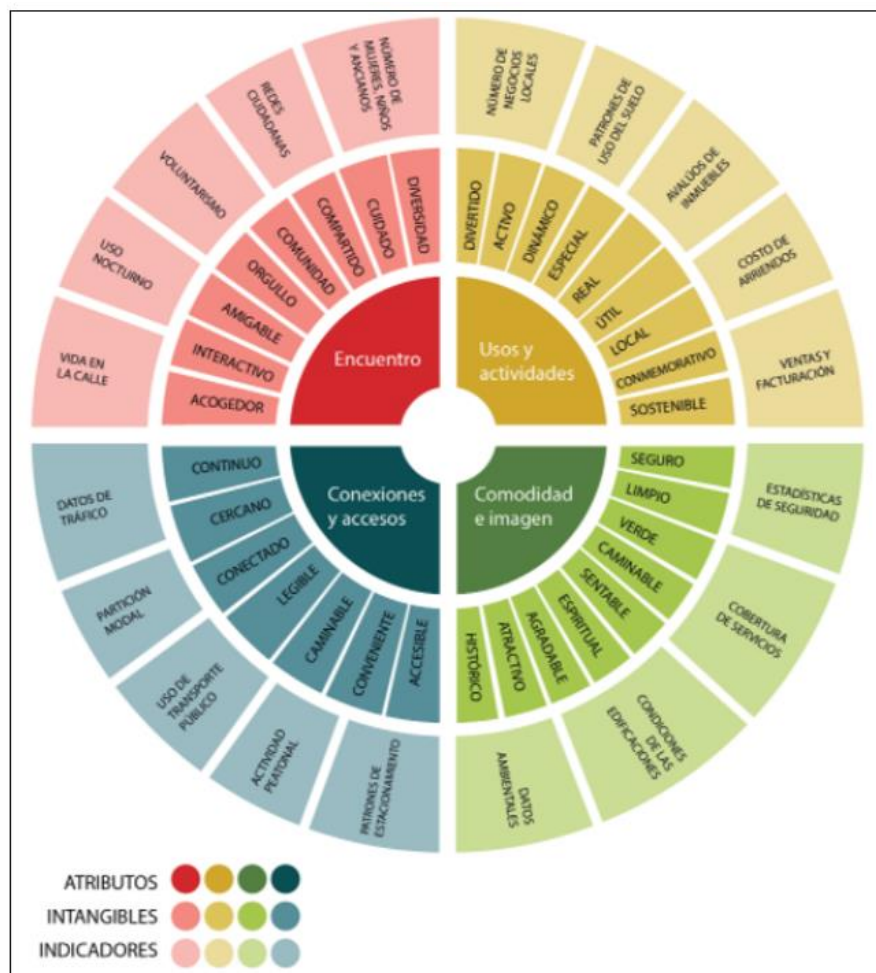 NÚMERO DE
MUJERES, NIÑOS
Y ANCIANOS
REDES
CIUDADANAS
VOLUNTARISMO
USO
NOCTURNO
VIDA EN
LA CALLE
DIVERSIDAD
CUIDADO
COMPARTIDO
COMUNIDAD
ORGULLO
AMIGABLE
INTERACTIVO
ACOGEDOR
Encuentro
NÚMERO DE
NEGOCIOS
LOCALES
PATRONES DE
USO DEL SUELO
AVALÚOS DE
INMUEBLES
COSTO DE
ARRIENDOS
VENTAS Y
FACTURACIÓN
DIVERTIDO
ACTIVO
DINÁMICO
ESPECIAL
REAL
ÚTIL
LOCAL
CONMEMORATIVO
SOSTENIBLE
Usos y
actividades
DATOS DE
TRÁFICO
PARTICIÓN
MODAL
USO DE
TRANSPORTE
PÚBLICO
ACTIVIDAD
PEATONAL
PATRONES DE
ESTACIONAMIENTO
CONTINUO
CERCANO
CONECTADO
LEGIBLE
CAMINABLE
CONVENIENTE
ACCESIBLE
Conexiones
y accesos
Comodidad
e imagen
SEGURO
LIMPIO
VERDE
CAMINABLE
SENTABLE
ESPIRITUAL
AGRADABLE
ATRACTIVO
HISTÓRICO
ESTADÍSTICAS
DE SEGURIDAD
COBERTURA
DE SERVICIOS
CONDICIONES
DE LAS
EDIFICACIONES
DATOS
AMBIENTALES
ATRIBUTOS
INTANGIBLES
INDICADORES